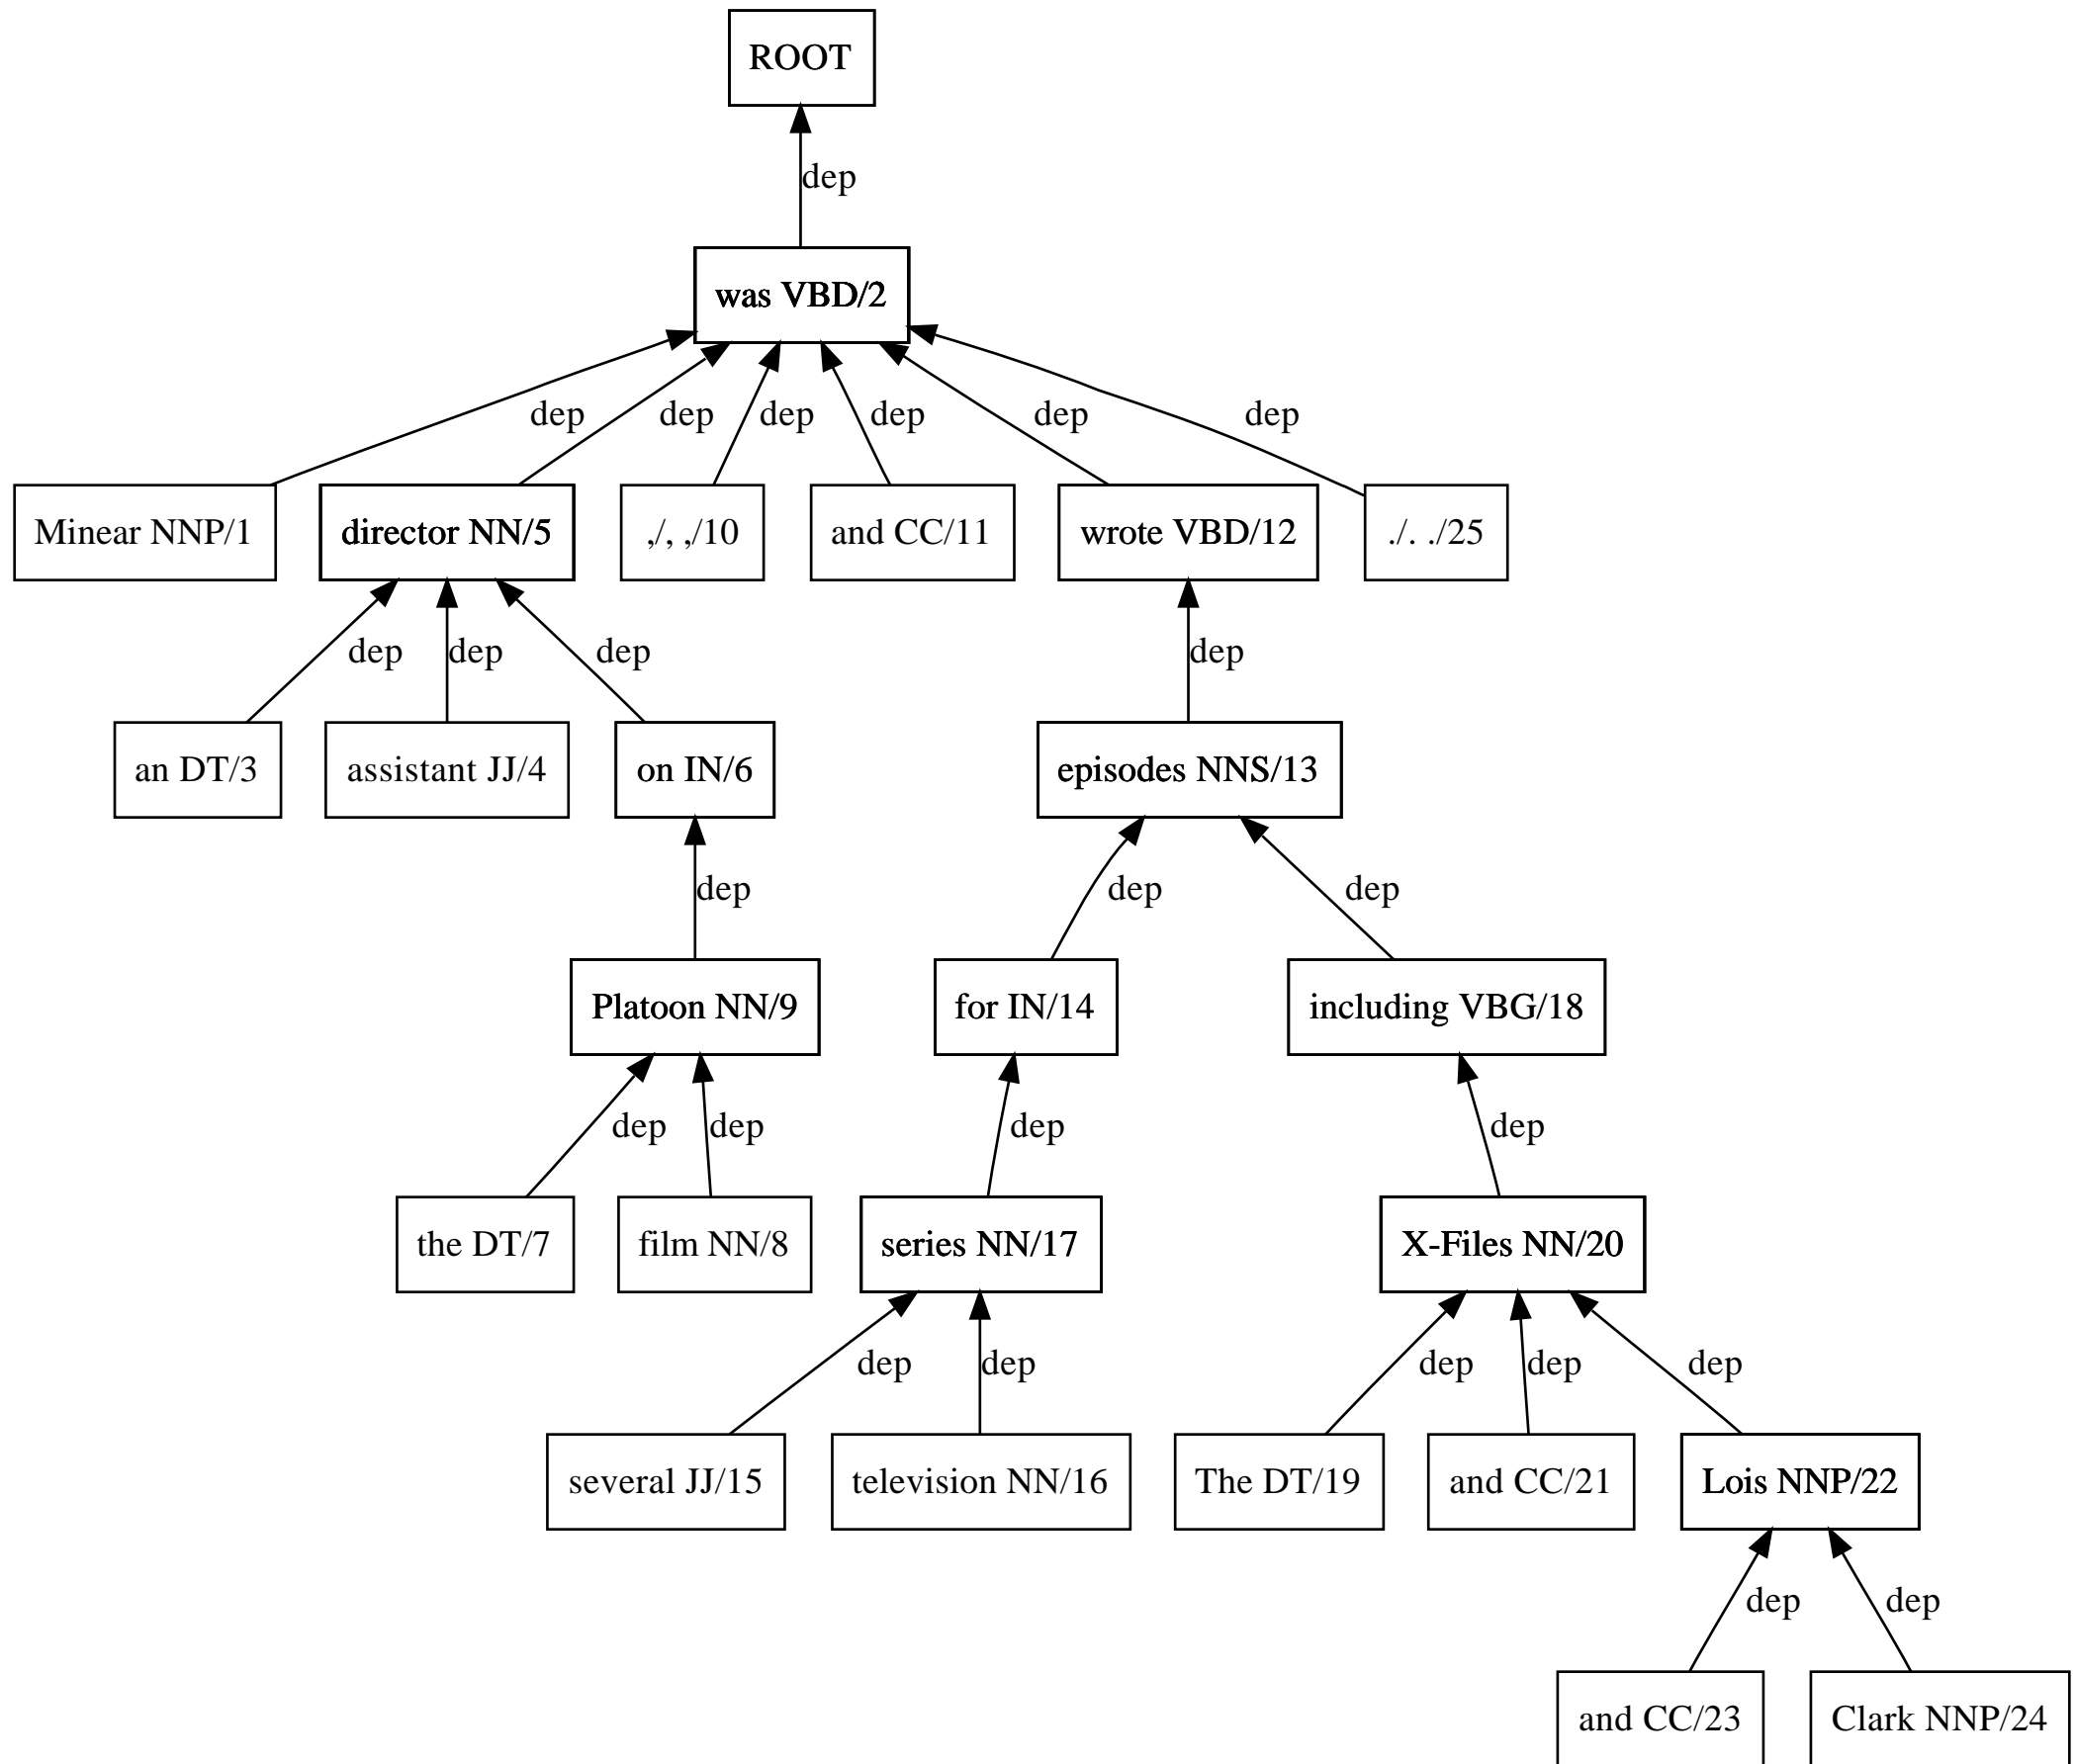 ROOT
dep
was VBD/2
dep dep dep dep dep dep
Minear NNP/1 director NN/5 ,/, ,/10 and CC/11 wrote VBD/12 ./. ./25
dep dep dep dep
an DT/3 assistant JJ/4 on IN/6 episodes NNS/13
dep dep dep
Platoon NN/9 for IN/14 including VBG/18
dep dep dep dep
the DT/7 film NN/8 series NN/17 X-Files NN/20
dep dep dep dep dep
several JJ/15 television NN/16 The DT/19 and CC/21 Lois NNP/22
dep dep
and CC/23 Clark NNP/24